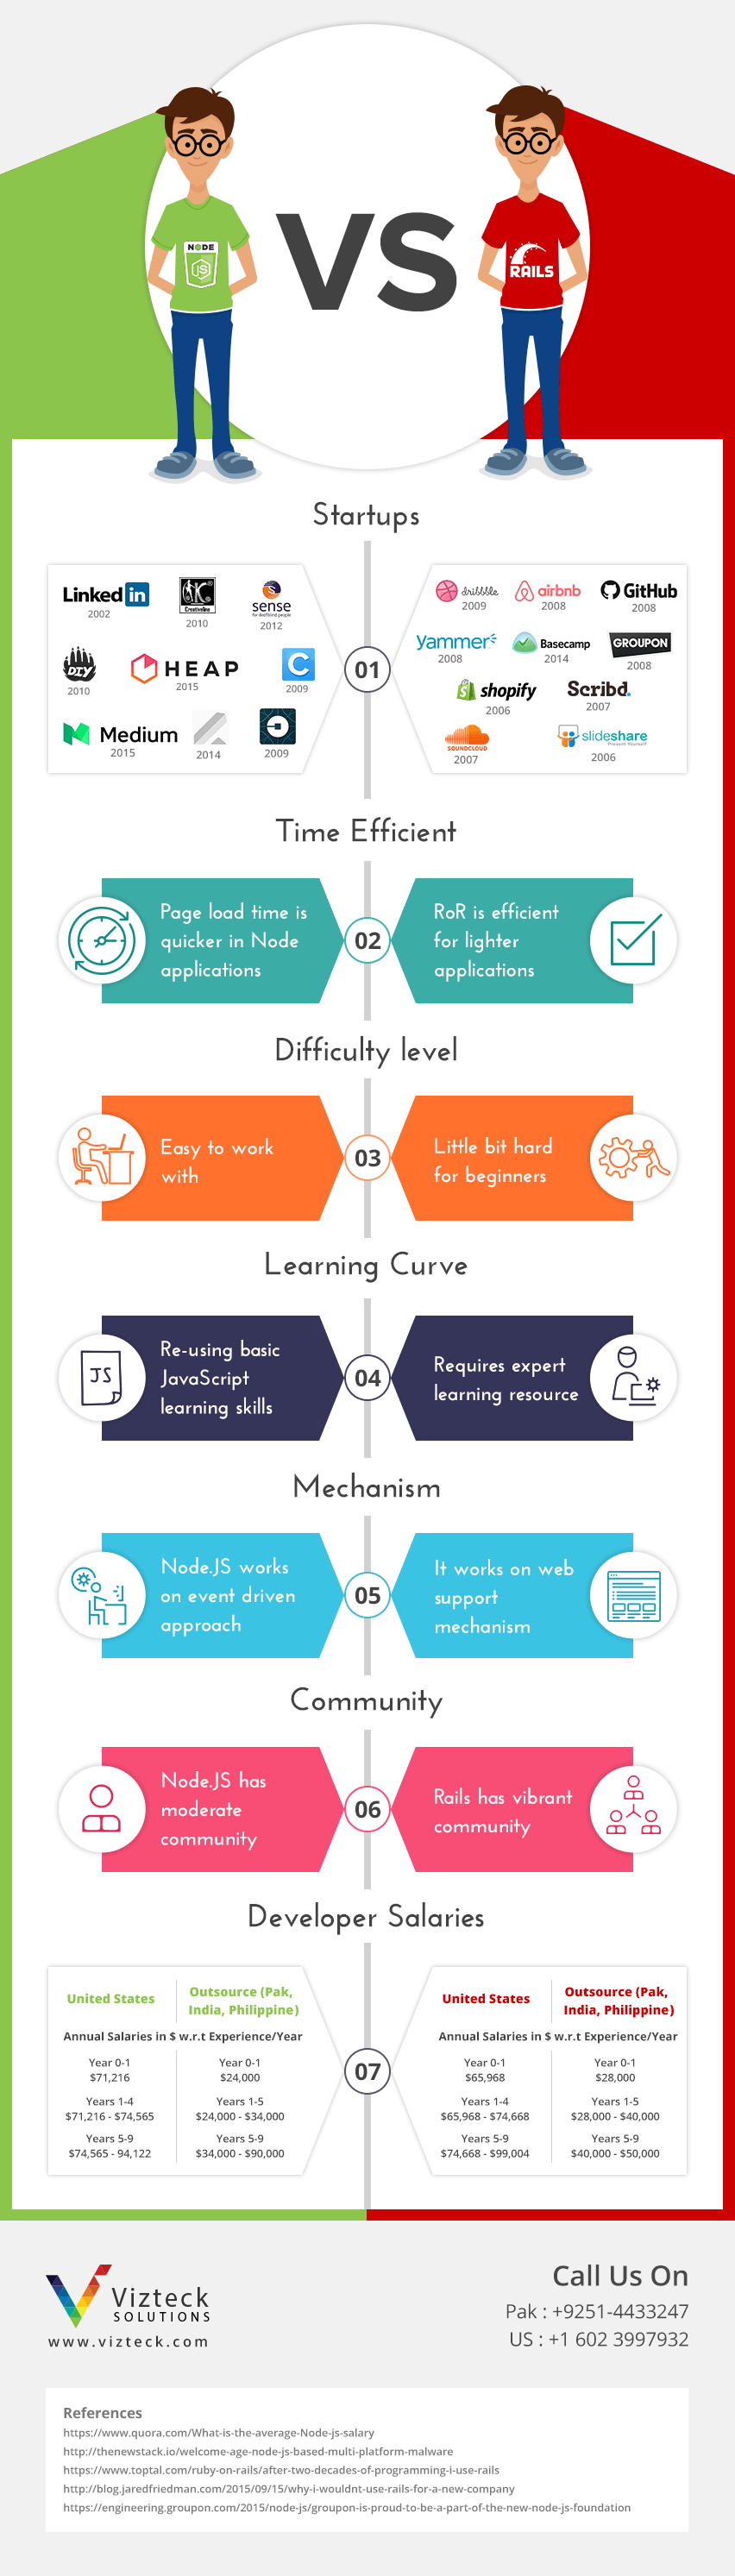 NODE
JS
VS
RAILS
Startups
Linked in
2002
Creativeline
2010
sense
for deafblind people
2012
DIY
2010
HEAP
2015
C
2009
Medium
2015
2014
2009
01
dribbble
2009
airbnb
2008
GitHub
2008
yammer
2008
Basecamp
2014
GROUPON
2008
shopify
2006
Scribd.
2007
SOUNDCLOUD
2007
slideshare
Present Yourself
2006
Time Efficient
Page load time is
quicker in Node
applications
02
RoR is efficient
for lighter
applications
Difficulty level
Easy to work
with
03
Little bit hard
for beginners
Learning Curve
JS
Re-using basic
JavaScript
learning skills
04
Requires expert
learning resource
Mechanism
Node.JS works
on event driven
approach
05
It works on web
support
mechanism
Community
Node.JS has
moderate
community
06
Rails has vibrant
community
Developer Salaries
United States
Outsource (Pak,
India, Philippine)
Annual Salaries in $ w.r.t Experience/Year
Year 0-1
$71,216
Years 1-4
$71,216 - $74,565
Years 5-9
$74,565 - 94,122
Year 0-1
$24,000
Years 1-5
$24,000 - $34,000
Years 5-9
$34,000 - $90,000
07
United States
Outsource (Pak,
India, Philippine)
Annual Salaries in $ w.r.t Experience/Year
Year 0-1
$65,968
Years 1-4
$65,968 - $74,668
Years 5-9
$74,668 - $99,004
Year 0-1
$28,000
Years 1-5
$28,000 - $40,000
Years 5-9
$40,000 - $50,000
Vizteck
SOLUTIONS
www.vizteck.com
Call Us On
Pak : +9251-4433247
US : +1 602 3997932
References
https://www.quora.com/What-is-the-average-Node-js-salary
http://thenewstack.io/welcome-age-node-js-based-multi-platform-malware
https://www.toptal.com/ruby-on-rails/after-two-decades-of-programming-i-use-rails
http://blog.jaredfriedman.com/2015/09/15/why-i-wouldnt-use-rails-for-a-new-company
https://engineering.groupon.com/2015/node-js/groupon-is-proud-to-be-a-part-of-the-new-node-js-foundation